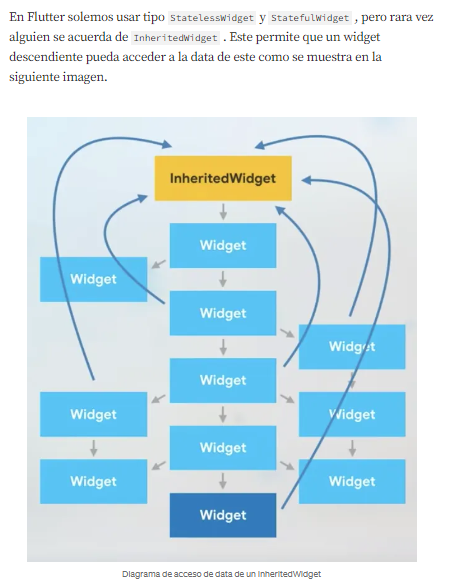 En Flutter solemos usar tipo StatelessWidget y StatefulWidget , pero rara vez
alguien se acuerda de InheritedWidget . Este permite que un widget
descendiente pueda acceder a la data de este como se muestra en la
siguiente imagen.
InheritedWidget
Widget
Widget
Widget
Widget
Widget
Widget
Widget
Widget
Widget
Widget
Widget
Diagrama de acceso de data de un InheritedWidget